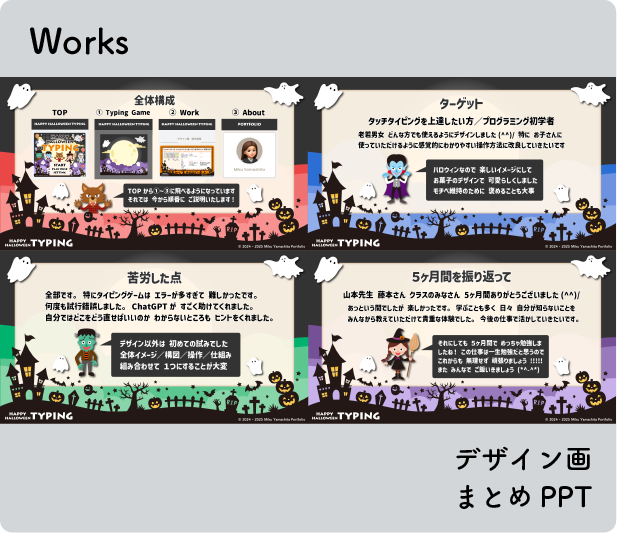 Works
全体構成
TOP
① Typing Game
② Work
③ About
HAPPY HALLOWEEN TYPING
HAPPY HALLOWEEN TYPING
PORTFOLIO
TYPING
START
Miku Yamashita
TOP から①~③に飛べるようになっています
それでは 今から順番に ご説明いたします!
HAPPY HALLOWEEN TYPING
© 2024 - 2025 Miku Yamashita Portfolio
RIP
ターゲット
タッチタイピングを上達したい方/プログラミング初学者
老若男女 どんな方でも使えるようにデザインしました (^^)/ 特に お子さんに
使っていただけるように感覚的にわかりやすい操作方法に改良していきたいです
ハロウィンなので 楽しいイメージにして
お菓子のデザインで 可愛らしくしました
モチベ維持のために 褒めることも大事
HAPPY HALLOWEEN TYPING
© 2024 - 2025 Miku Yamashita Portfolio
RIP
苦労した点
全部です。 特にタイピングゲームは エラーが多すぎて 難しかったです。
何度も試行錯誤しました。 ChatGPT が すごく助けてくれました。
自分ではどこをどう直せばいいのか わからないところも ヒントをくれました。
デザイン以外は 初めての試みでした
全体イメージ/構図/操作/仕組み
組み合わせて 1つにすることが大変
HAPPY HALLOWEEN TYPING
© 2024 - 2025 Miku Yamashita Portfolio
RIP
5ヶ月間を振り返って
山本先生 藤本さん クラスのみなさん 5ヶ月間ありがとうございました (^^)/
あっという間でしたが 楽しかったです。 学ぶことも多く 日々 自分が知らないことを
みんなから教えていただけて貴重な体験でした。 今後の仕事で活かしていきたいです。
それにしても 5ヶ月間で めっちゃ勉強しま
したね! この仕事は一生勉強だと思うので
これからも 無理せず 頑張りましょう !!!!!
また みんなで ご飯いきましょう (*^-^*)
HAPPY HALLOWEEN TYPING
© 2024 - 2025 Miku Yamashita Portfolio
RIP
デザイン画
まとめ PPT